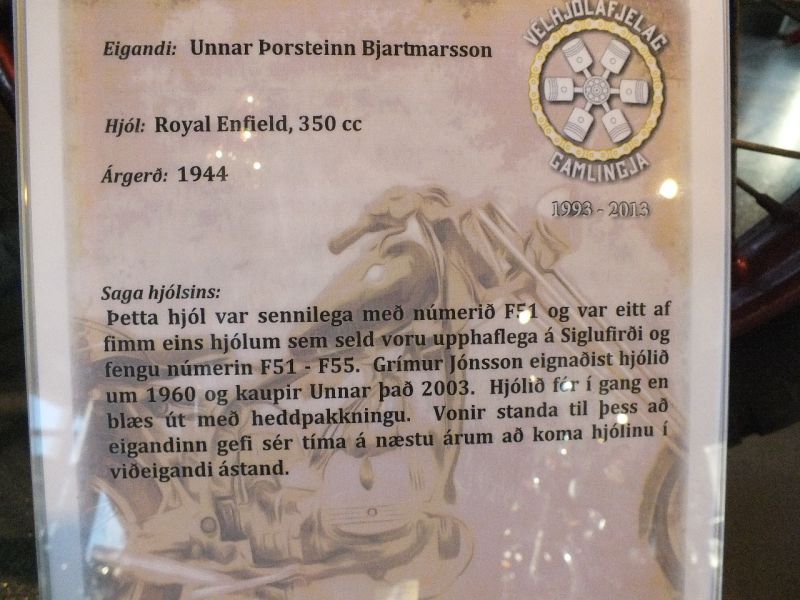 Eigandi: Unnar Þorsteinn Bjartmarsson
VÉLHJÓLAFJELAG
GAMLINGJA
1993 - 2013
Hjól: Royal Enfield, 350 cc
Árgerð: 1944
Saga hjólsins:
Þetta hjól var sennilega með númerið F51 og var eitt af
fimm eins hjólum sem seld voru upphaflega á Siglufirði og
fengu númerin F51 - F55. Grímur Jónsson eignaðist hjólið
um 1960 og kaupir Unnar það 2003. Hjólið fór í gang en
blæs út með heddpakkningu. Vonir standa til þess að
eigandinn gefi sér tíma á næstu árum að koma hjólinu í
viðeigandi ástand.